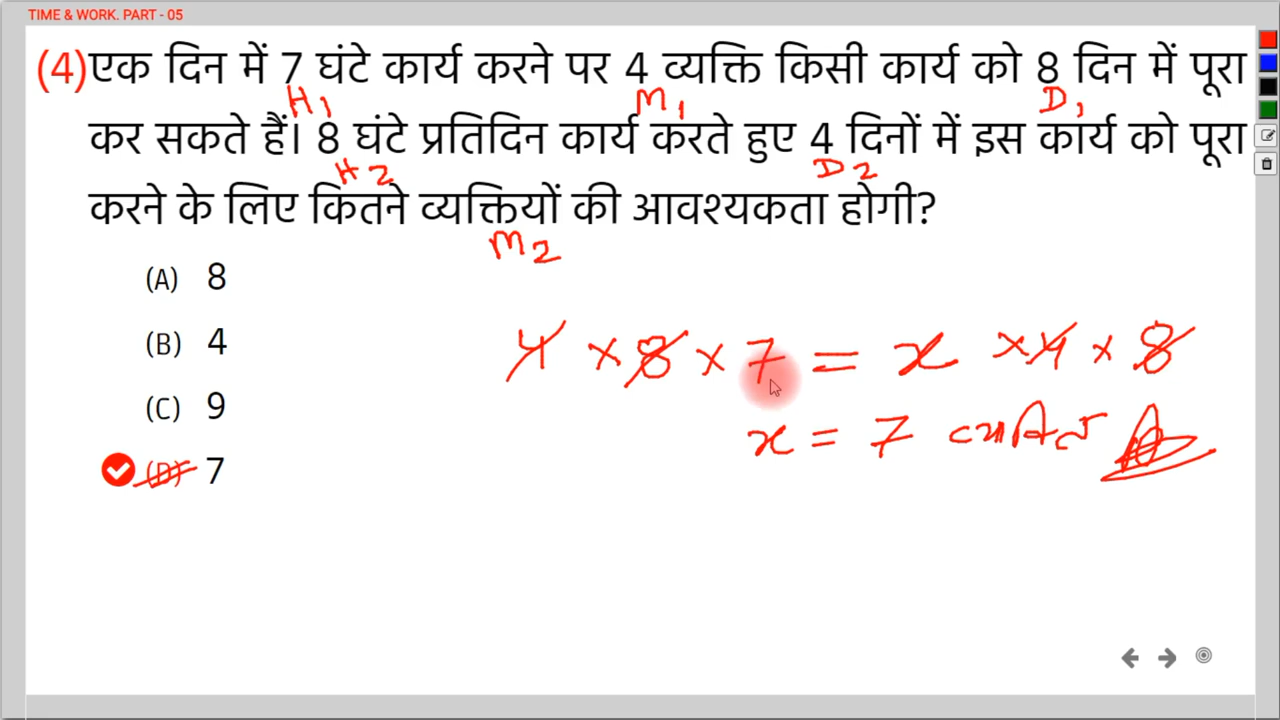 TIME & WORK. PART - 05
(4)एक दिन में 7 घंटे कार्य करने पर 4 व्यक्ति किसी कार्य को 8 दिन में पूरा
H1 M1 D1
कर सकते हैं। 8 घंटे प्रतिदिन कार्य करते हुए 4 दिनों में इस कार्य को पूरा
H2 D2
करने के लिए कितने व्यक्तियों की आवश्यकता होगी?
M2
(A) 8
(B) 4
(C) 9
(D) 7
4 × 8 × 7 = x × 4 × 8
x = 7